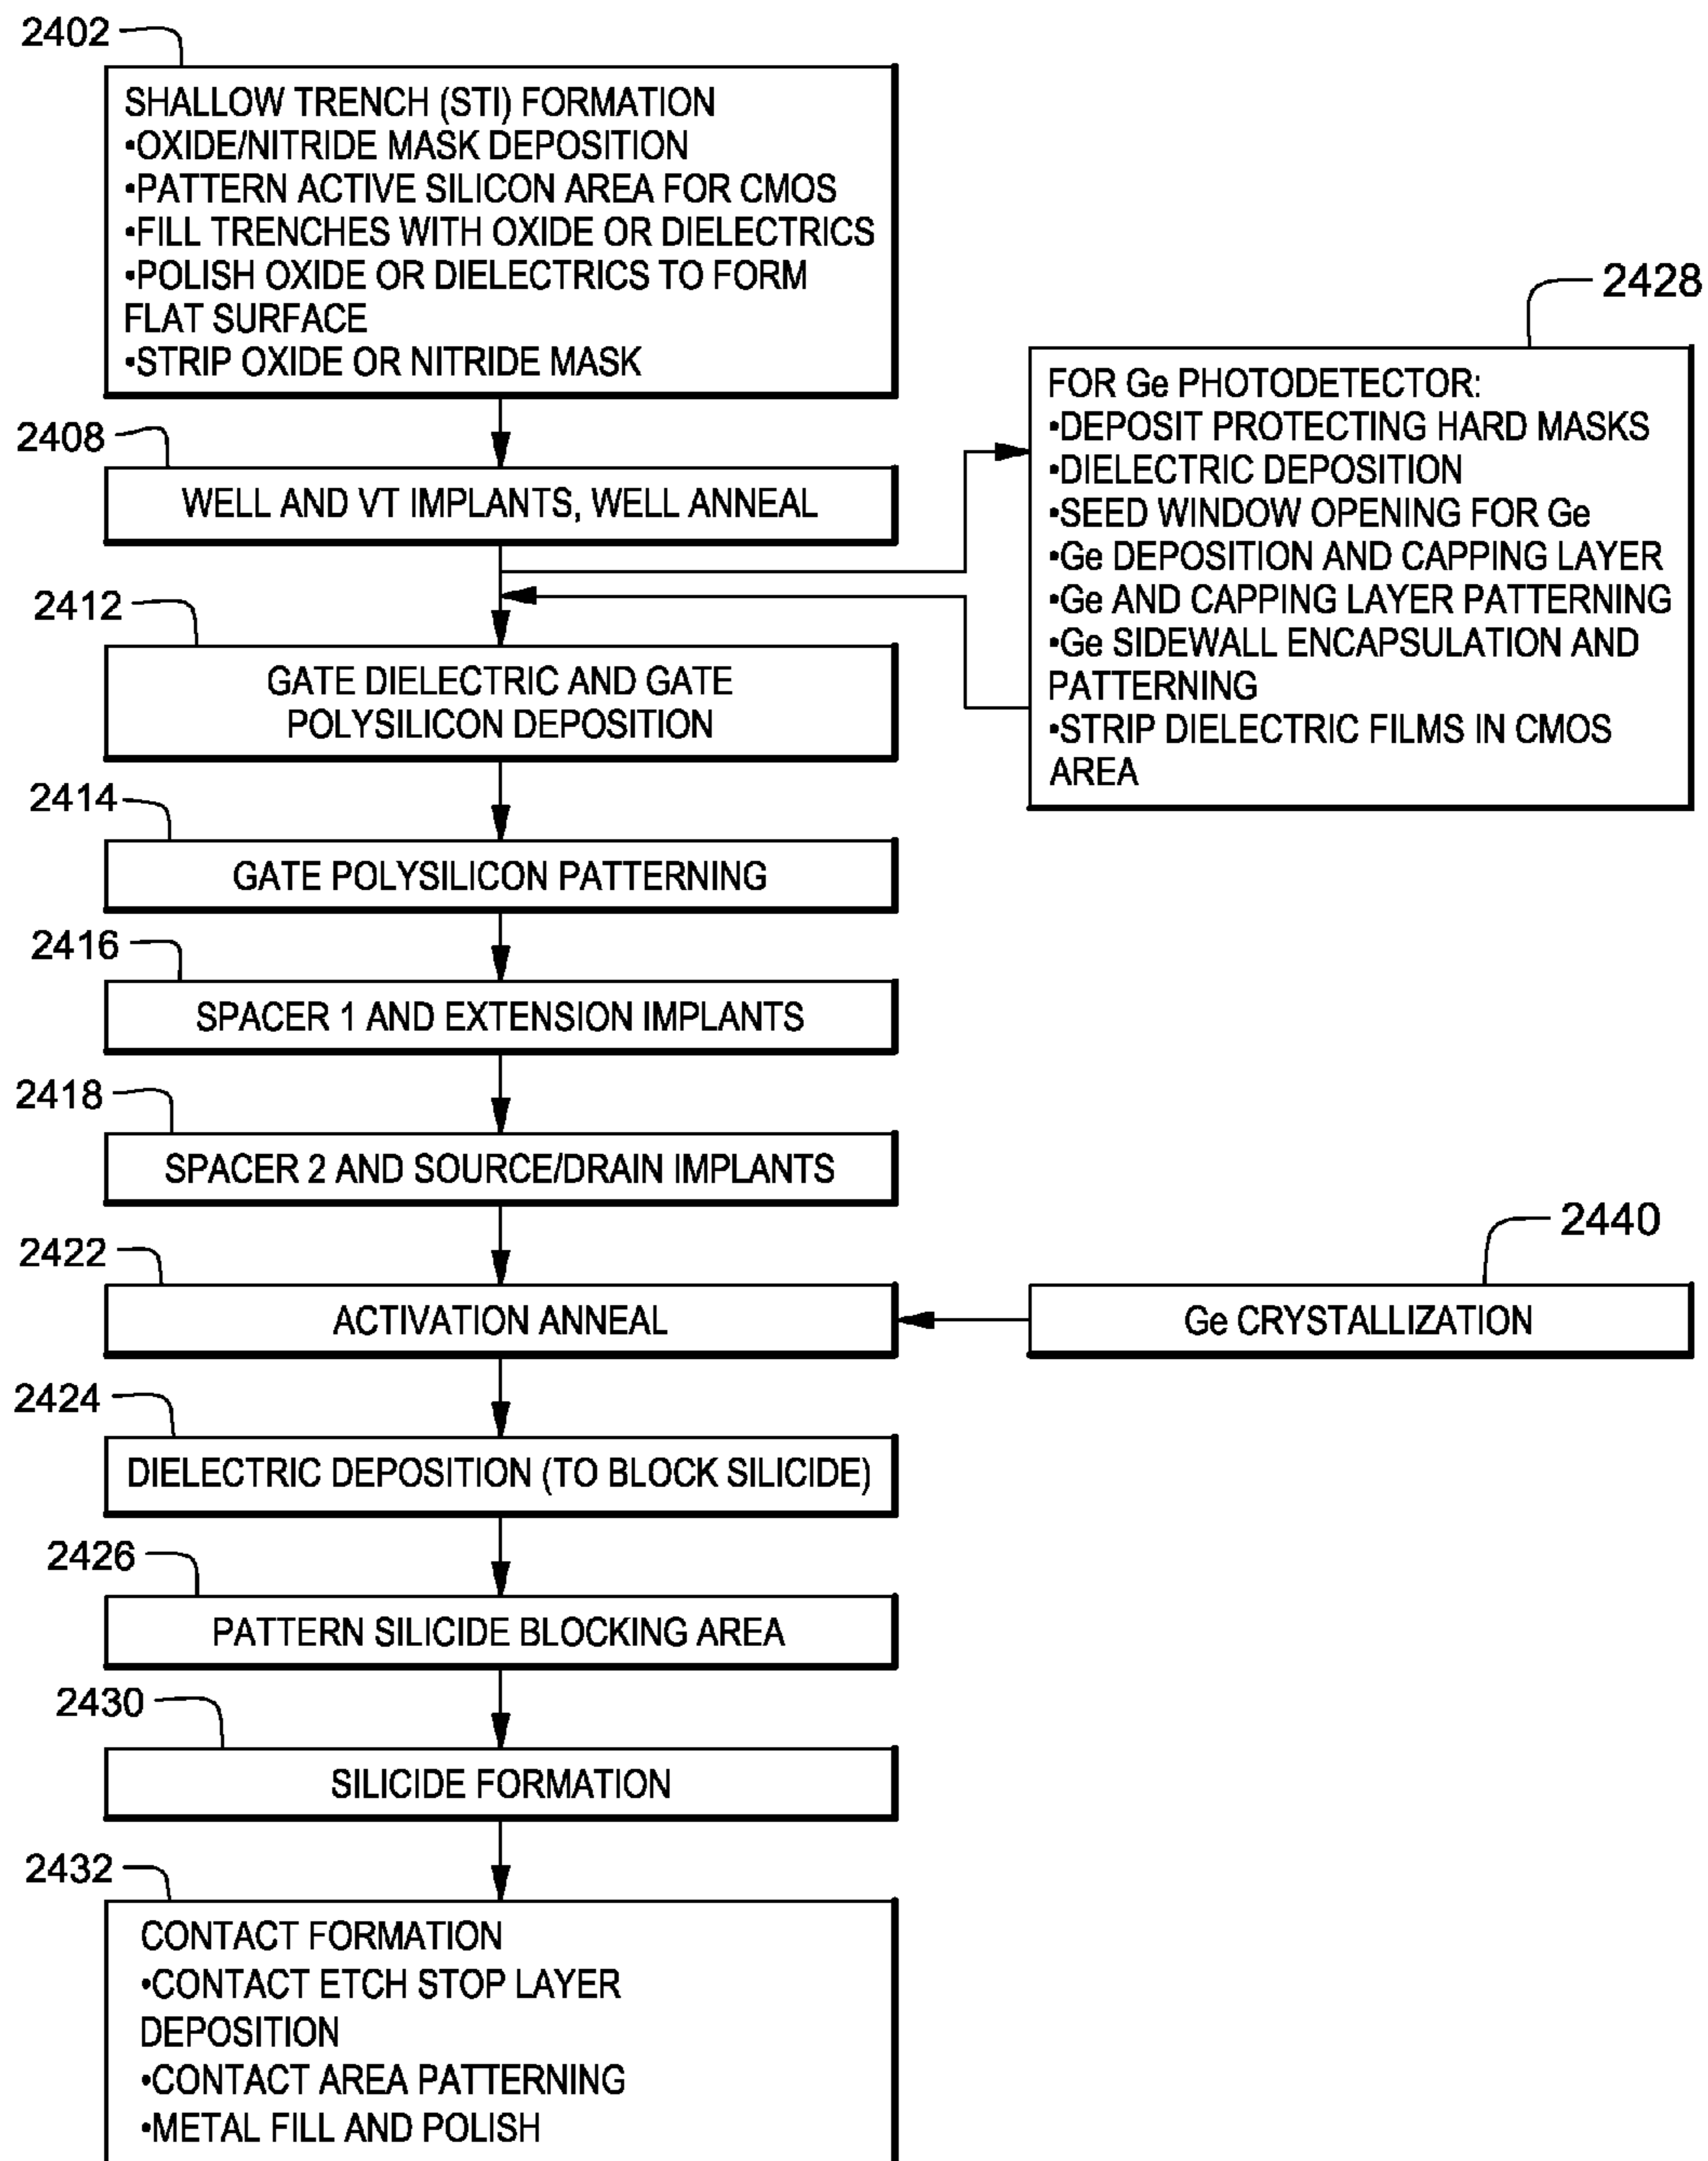 2402
SHALLOW TRENCH (STI) FORMATION
•OXIDE/NITRIDE MASK DEPOSITION
•PATTERN ACTIVE SILICON AREA FOR CMOS
•FILL TRENCHES WITH OXIDE OR DIELECTRICS
•POLISH OXIDE OR DIELECTRICS TO FORM
FLAT SURFACE
•STRIP OXIDE OR NITRIDE MASK
2408
WELL AND VT IMPLANTS, WELL ANNEAL
2428
FOR Ge PHOTODETECTOR:
•DEPOSIT PROTECTING HARD MASKS
•DIELECTRIC DEPOSITION
•SEED WINDOW OPENING FOR Ge
•Ge DEPOSITION AND CAPPING LAYER
•Ge AND CAPPING LAYER PATTERNING
•Ge SIDEWALL ENCAPSULATION AND
PATTERNING
•STRIP DIELECTRIC FILMS IN CMOS
AREA
2412
GATE DIELECTRIC AND GATE
POLYSILICON DEPOSITION
2414
GATE POLYSILICON PATTERNING
2416
SPACER 1 AND EXTENSION IMPLANTS
2418
SPACER 2 AND SOURCE/DRAIN IMPLANTS
2422
ACTIVATION ANNEAL
2440
Ge CRYSTALLIZATION
2424
DIELECTRIC DEPOSITION (TO BLOCK SILICIDE)
2426
PATTERN SILICIDE BLOCKING AREA
2430
SILICIDE FORMATION
2432
CONTACT FORMATION
•CONTACT ETCH STOP LAYER
DEPOSITION
•CONTACT AREA PATTERNING
•METAL FILL AND POLISH